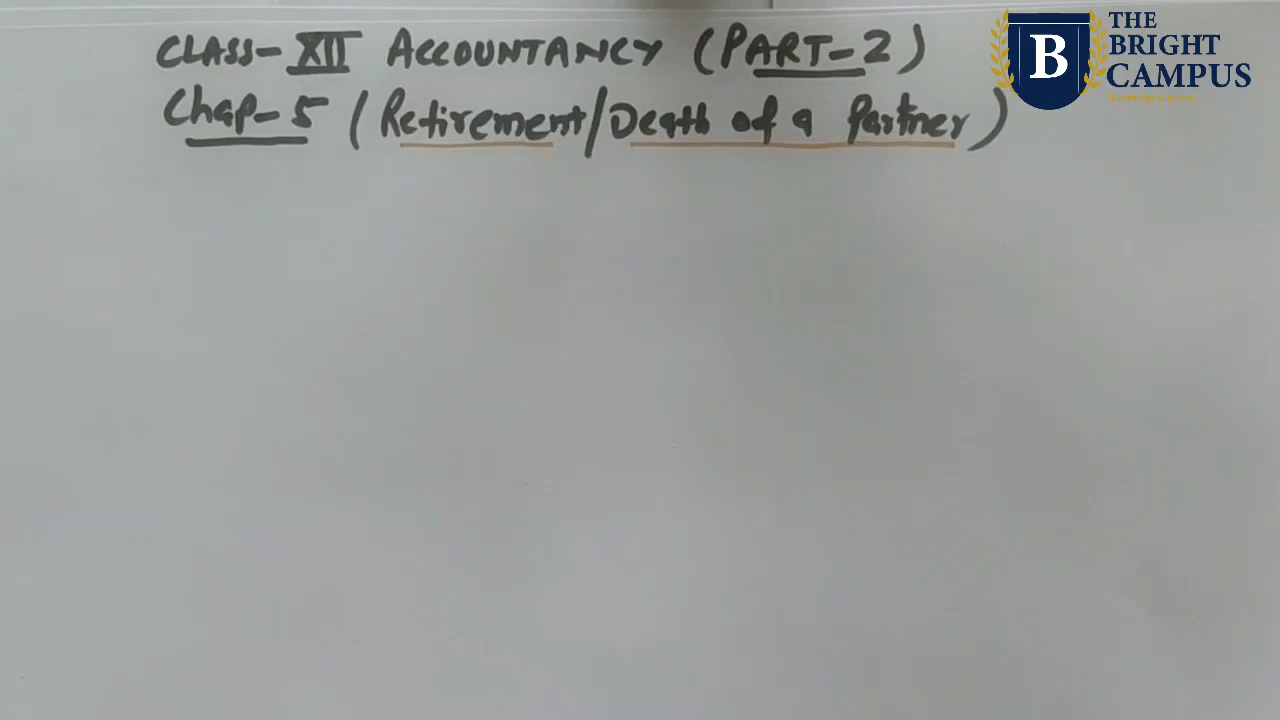 CLASS-XII ACCOUNTANCY (PART-2)
Chap-5 (Retirement/Death of a Partner)
B THE BRIGHT CAMPUS